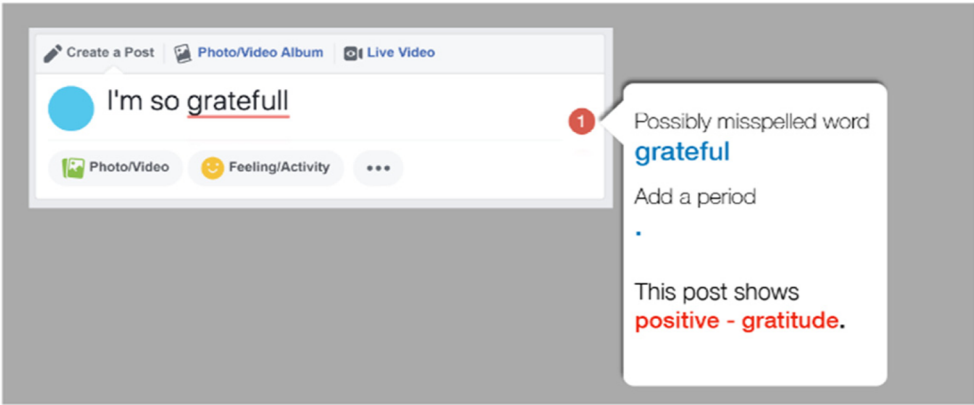 Create a Post Photo/Video Album Live Video
I'm so gratefull
1
Photo/Video Feeling/Activity •••
Possibly misspelled word
grateful
Add a period
.
This post shows
positive - gratitude.